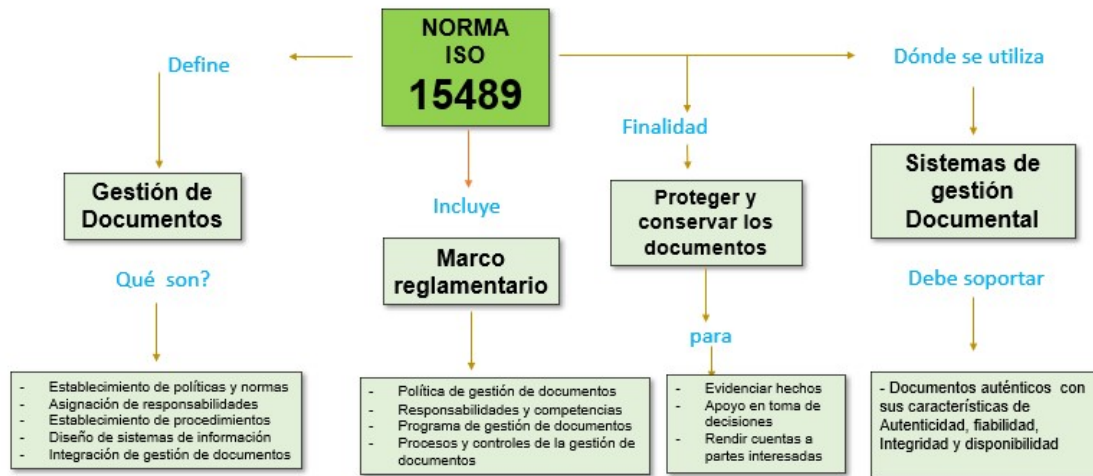 NORMA
ISO
15489
Define
Gestión de
Documentos
Qué son?
- Establecimiento de políticas y normas
- Asignación de responsabilidades
- Establecimiento de procedimientos
- Diseño de sistemas de información
- Integración de gestión de documentos
Incluye
Marco
reglamentario
- Política de gestión de documentos
- Responsabilidades y competencias
- Programa de gestión de documentos
- Procesos y controles de la gestión de
documentos
Finalidad
Proteger y
conservar los
documentos
para
- Evidenciar hechos
- Apoyo en toma de
decisiones
- Rendir cuentas a
partes interesadas
Dónde se utiliza
Sistemas de
gestión
Documental
Debe soportar
- Documentos auténticos con
sus características de
Autenticidad, fiabilidad,
Integridad y disponibilidad